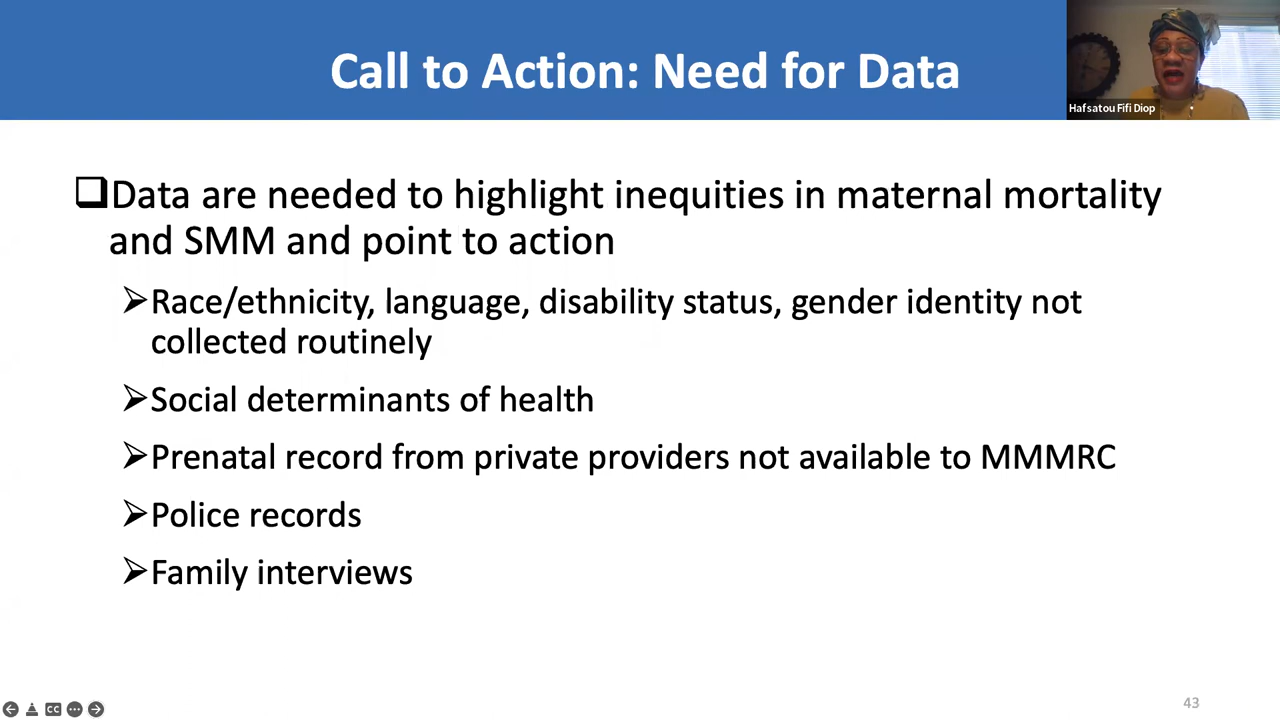 Call to Action: Need for Data
Hafsatou Fifi Diop
❑Data are needed to highlight inequities in maternal mortality
and SMM and point to action
➢Race/ethnicity, language, disability status, gender identity not
collected routinely
➢Social determinants of health
➢Prenatal record from private providers not available to MMMRC
➢Police records
➢Family interviews
CC
43